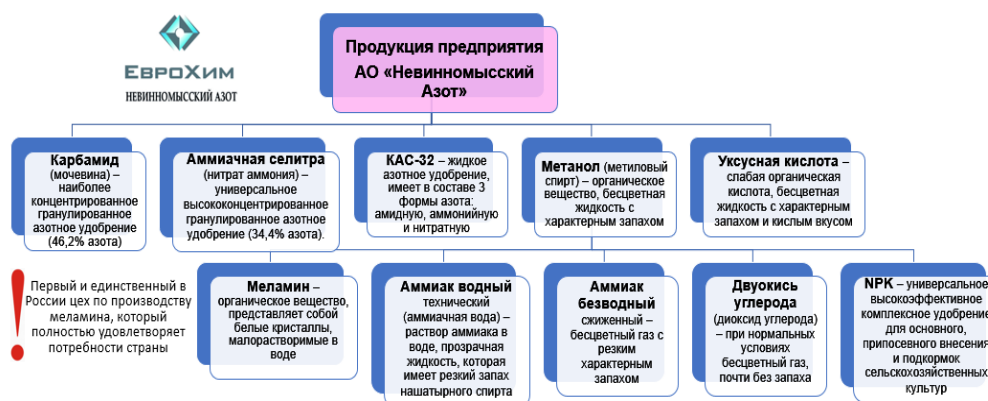 ЕВРОХИМ
НЕВИННОМЫССКИЙ АЗОТ
Продукция предприятия
АО «Невинномысский
Азот»
Карбамид
(мочевина) –
наиболее
концентрированное
гранулированное
азотное удобрение
(46,2% азота)
Аммиачная селитра
(нитрат аммония) –
универсальное
высококонцентрированное
гранулированное азотное
удобрение (34,4% азота).
КАС-32 – жидкое
азотное удобрение,
имеет в составе 3
формы азота:
амидную, аммонийную
и нитратную
Метанол (метиловый
спирт) – органическое
вещество, бесцветная
жидкость с
характерным запахом
Уксусная кислота –
слабая органическая
кислота, бесцветная
жидкость с характерным
запахом и кислым вкусом
Первый и единственный в
России цех по производству
меламина, который
полностью удовлетворяет
потребности страны
Меламин –
органическое вещество,
представляет собой
белые кристаллы,
малорастворимые в
воде
Аммиак водный
технический
(аммиачная вода) –
раствор аммиака в
воде, прозрачная
жидкость, которая
имеет резкий запах
нашатырного спирта
Аммиак
безводный
сжиженный –
бесцветный газ с
резким
характерным
запахом
Двуокись
углерода
(диоксид углерода)
– при нормальных
условиях
бесцветный газ,
почти без запаха
NPK – универсальное
высокоэффективное
комплексное удобрение
для основного,
припосевного внесения
и подкормок
сельскохозяйственных
культур